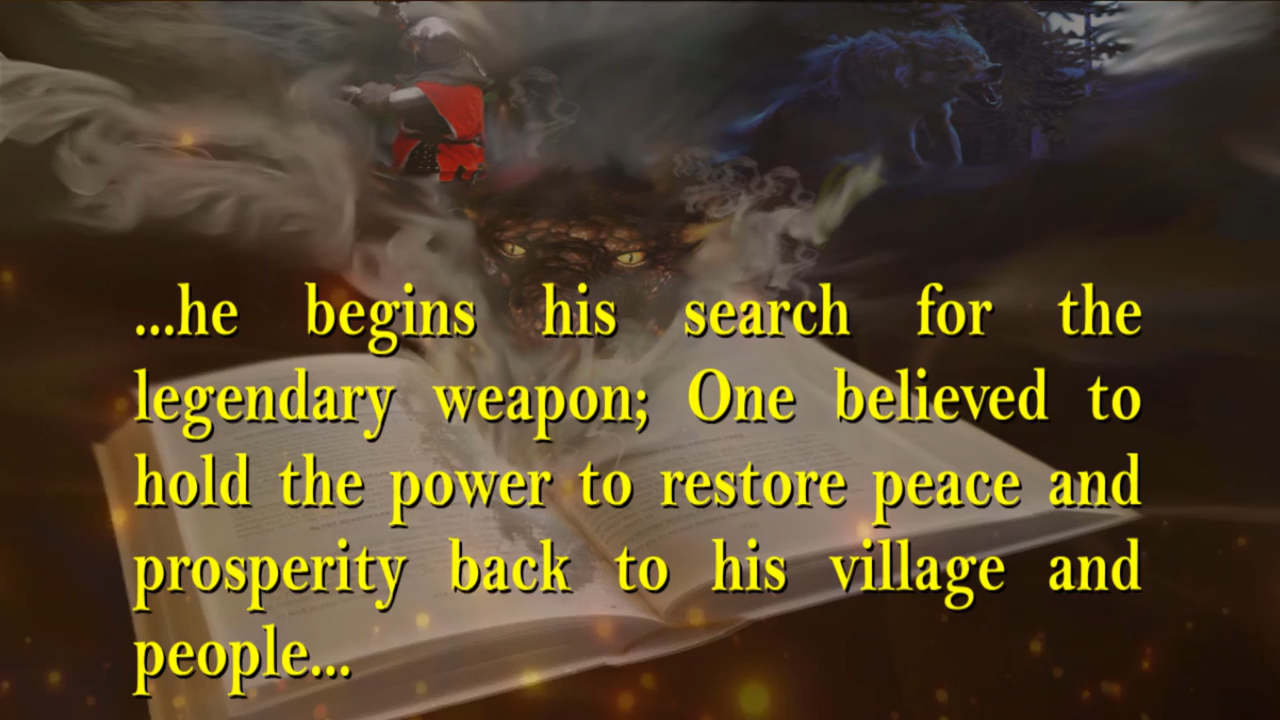 ...he begins his search for the
legendary weapon; One believed to
hold the power to restore peace and
prosperity back to his village and
people...